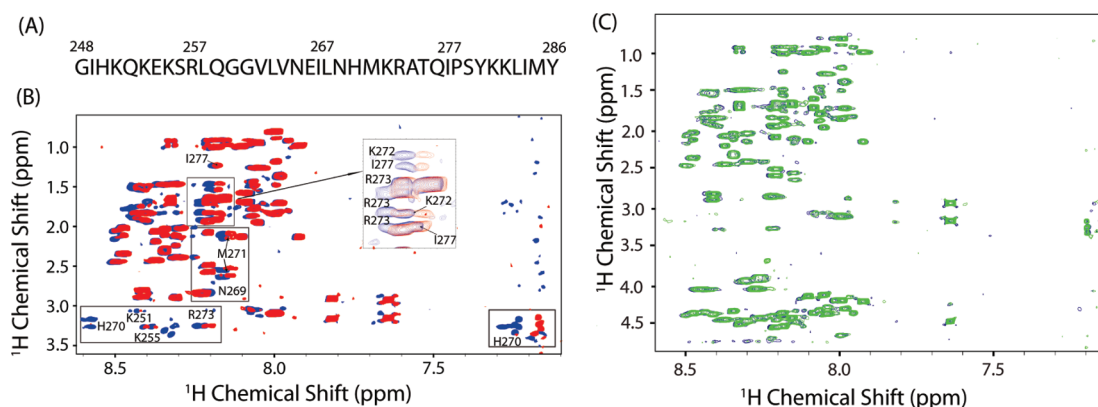 (A)
248 257 267 277 286
GIHKQKEKSRLQGGVLVNEILNHMKRATQIPSYKKLIMY
(B)
¹H Chemical Shift (ppm)
1.0
1.5
2.0
2.5
3.0
3.5
I277
K272
I277
R273
K272
R273
R273
I277
M271
N269
K251
R273
H270
K255
H270
8.5 8.0 7.5
¹H Chemical Shift (ppm)
(C)
¹H Chemical Shift (ppm)
1.0
1.5
2.0
2.5
3.0
3.5
4.0
4.5
8.5 8.0 7.5
¹H Chemical Shift (ppm)